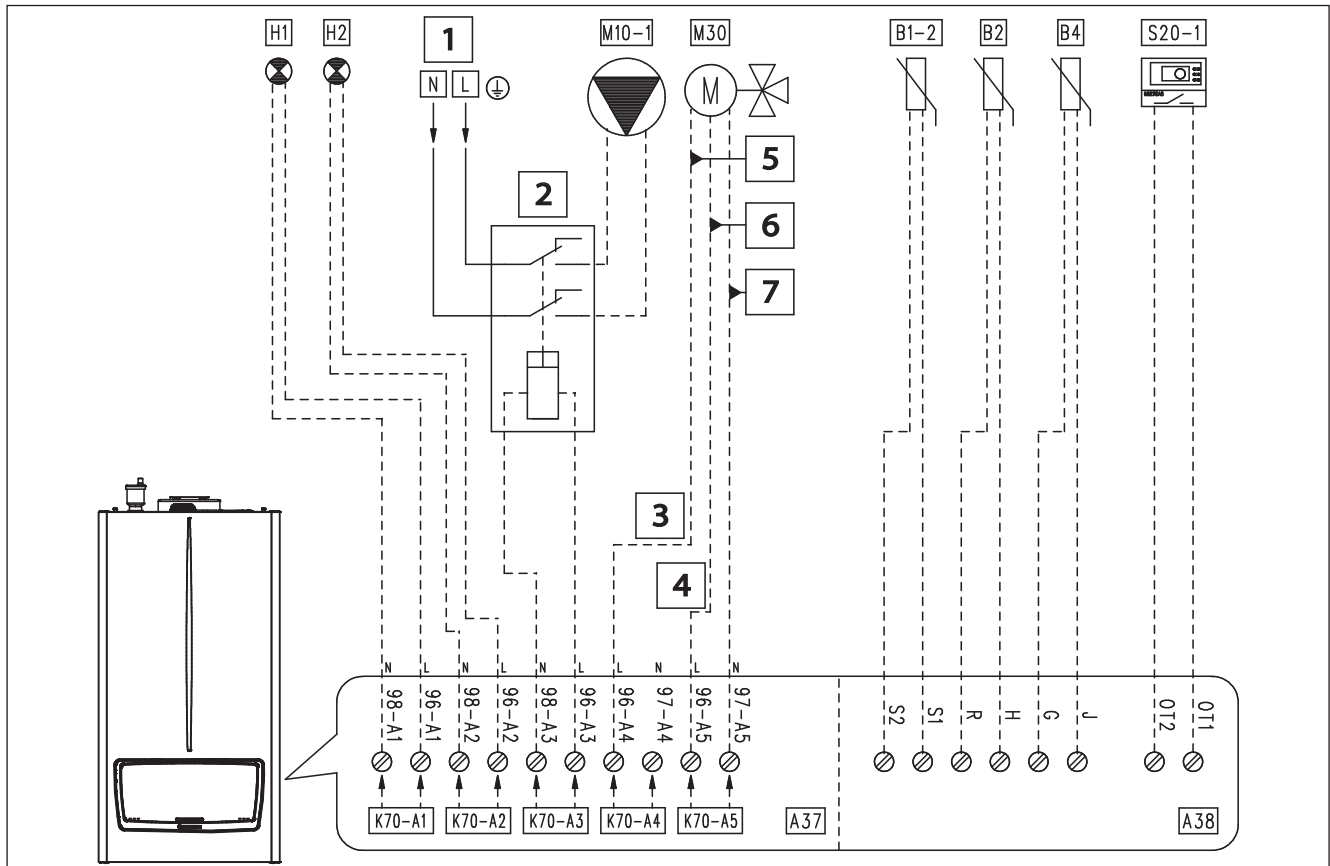 H1 H2 1 M10-1 M30 B1-2 B2 B4 S20-1
N L M
5
2
6
7
3
4
N L N L N L L N L N
98-A1 96-A1 98-A2 96-A2 98-A3 96-A3 96-A4 97-A4 96-A5 97-A5 S2 S1 R H G J OT2 OT1
K70-A1 K70-A2 K70-A3 K70-A4 K70-A5 A37 A38